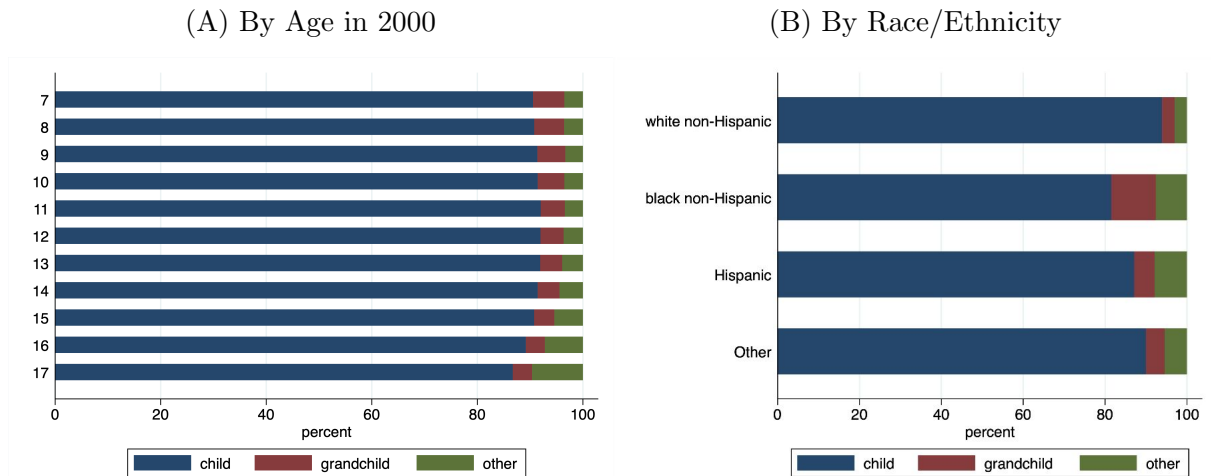 (A) By Age in 2000
7
8
9
10
11
12
13
14
15
16
17
0 20 40 60 80 100
percent
child grandchild other
(B) By Race/Ethnicity
white non-Hispanic
black non-Hispanic
Hispanic
Other
0 20 40 60 80 100
percent
child grandchild other